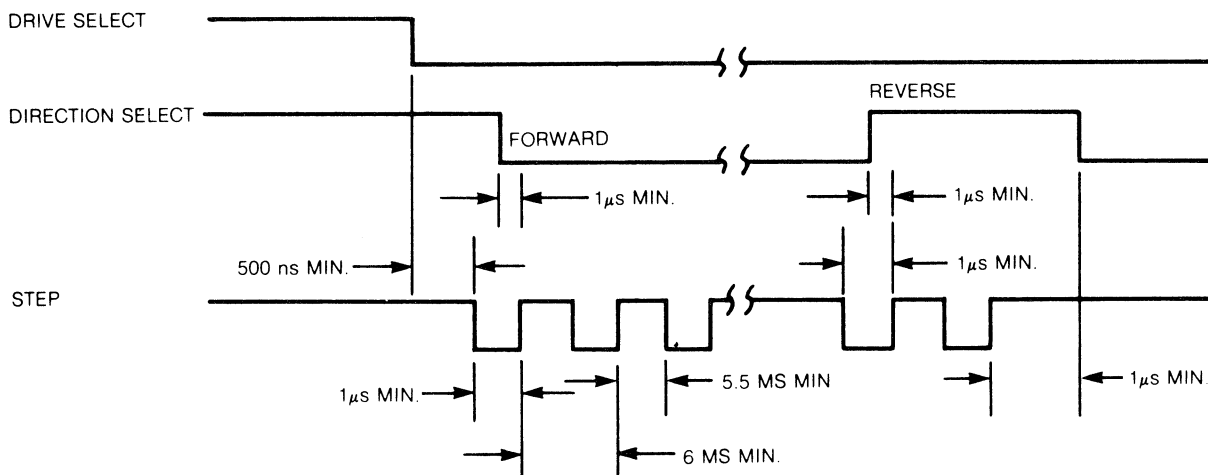 DRIVE SELECT
REVERSE
DIRECTION SELECT
FORWARD
1µs MIN.
1µs MIN.
500 ns MIN.
1µs MIN.
STEP
1µs MIN.
5.5 MS MIN
1µs MIN.
6 MS MIN.